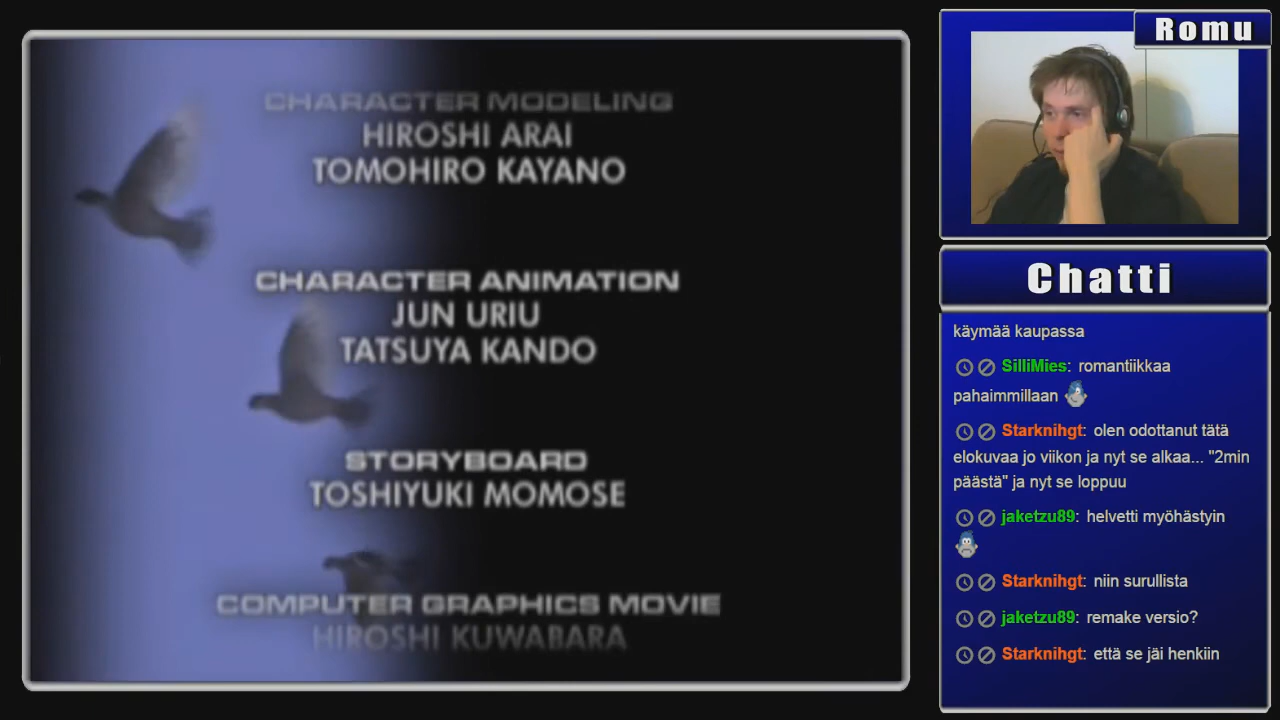 CHARACTER MODELING
HIROSHI ARAI
TOMOHIRO KAYANO
CHARACTER ANIMATION
JUN URIU
TATSUYA KANDO
STORYBOARD
TOSHIYUKI MOMOSE
COMPUTER GRAPHICS MOVIE
HIROSHI KUWABARA
Romu
Chatti
käymää kaupassa
SilliMies: romantiikkaa
pahaimmillaan
Starknihgt: olen odottanut tätä
elokuvaa jo viikon ja nyt se alkaa... "2min
päästä" ja nyt se loppuu
jaketzu89: helvetti myöhästyin
Starknihgt: niin surullista
jaketzu89: remake versio?
Starknihgt: että se jäi henkiin